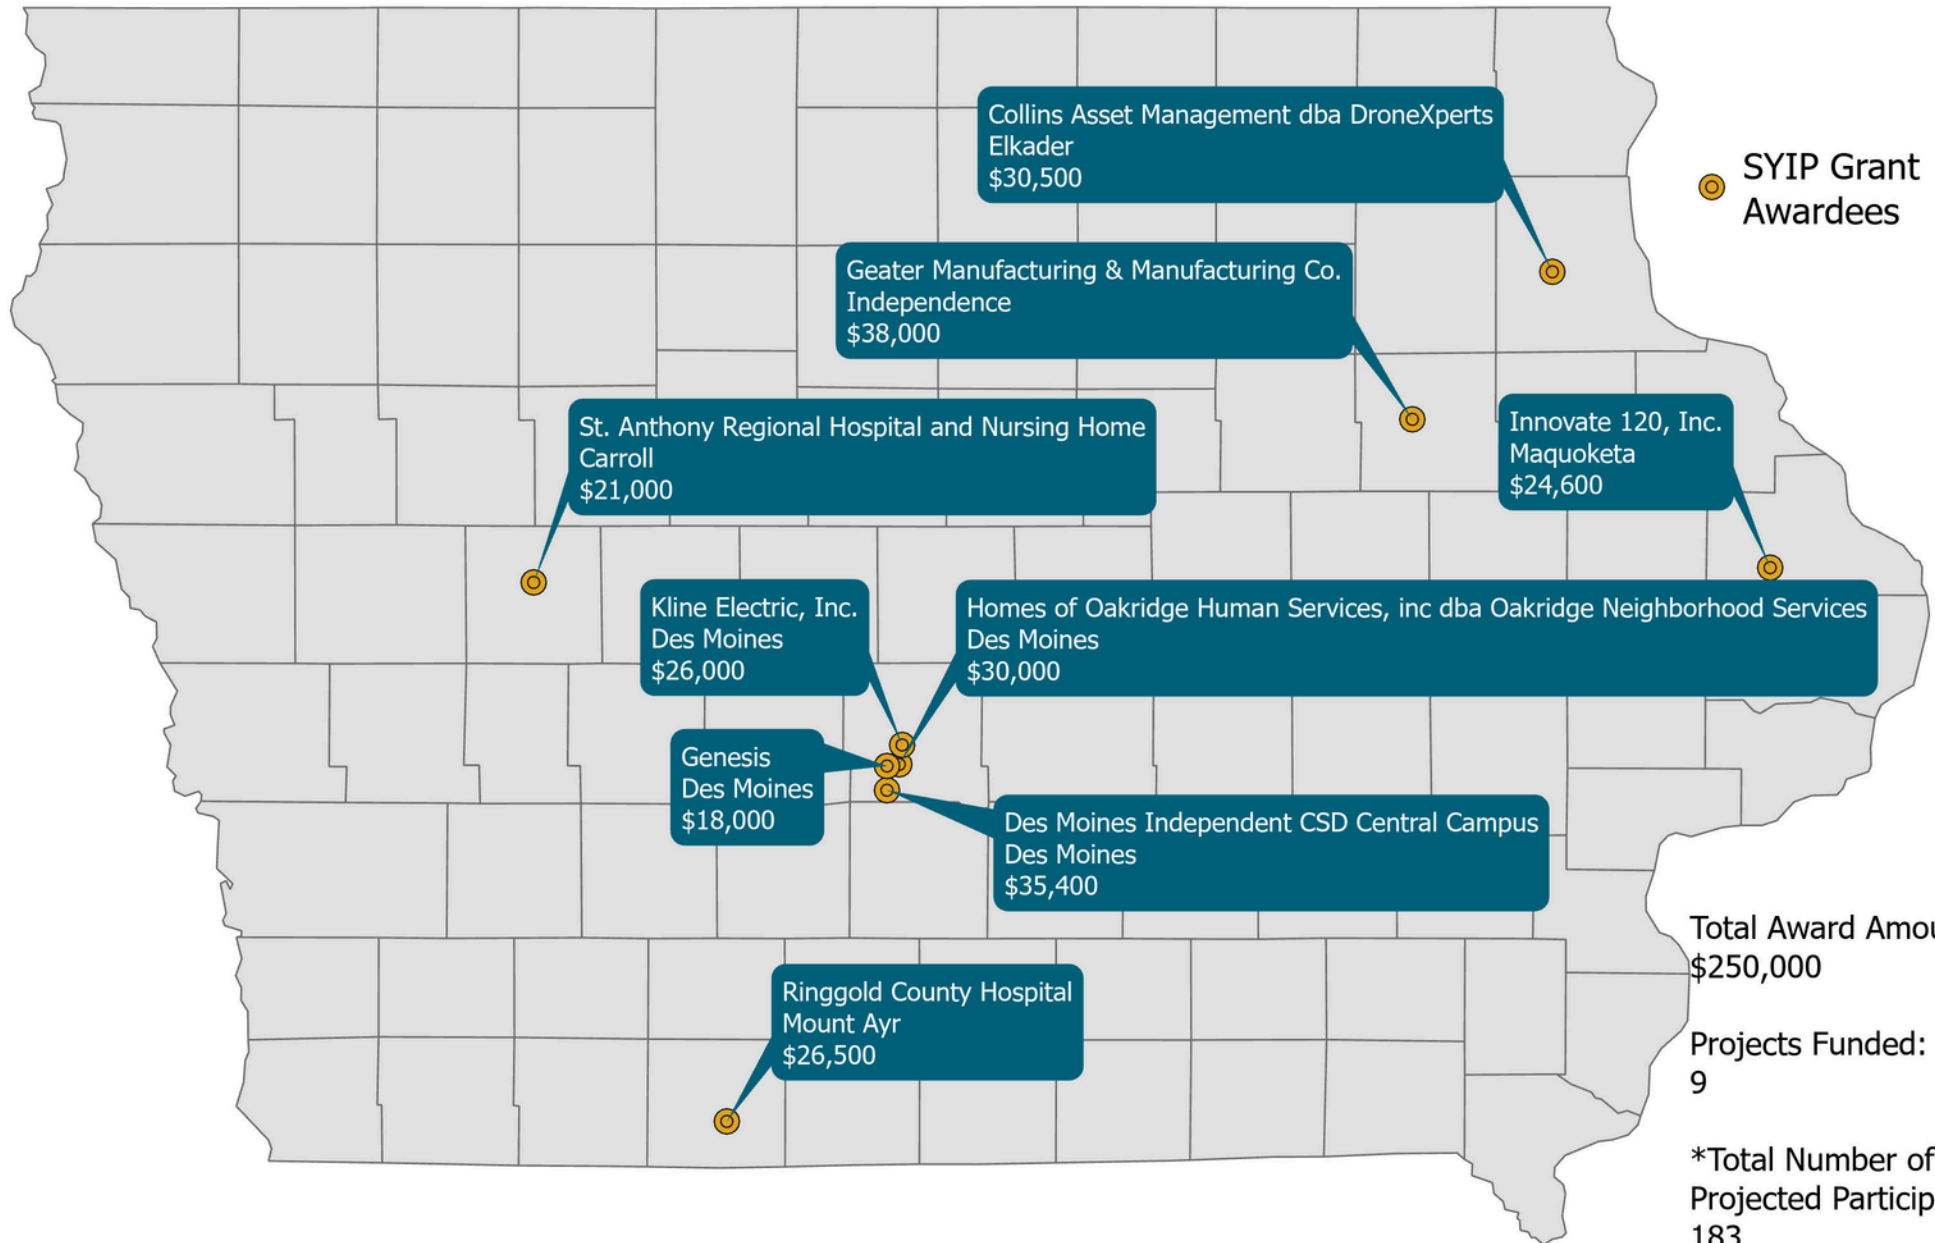 Collins Asset Management dba DroneXperts
Elkader
$30,500
SYIP Grant
Awardees
Geater Manufacturing & Manufacturing Co.
Independence
$38,000
St. Anthony Regional Hospital and Nursing Home
Carroll
$21,000
Innovate 120, Inc.
Maquoketa
$24,600
Kline Electric, Inc.
Des Moines
$26,000
Homes of Oakridge Human Services, inc dba Oakridge Neighborhood Services
Des Moines
$30,000
Genesis
Des Moines
$18,000
Des Moines Independent CSD Central Campus
Des Moines
$35,400
Ringgold County Hospital
Mount Ayr
$26,500
Total Award
$250,000
Projects Funded:
9
*Total Number of
Projected
183